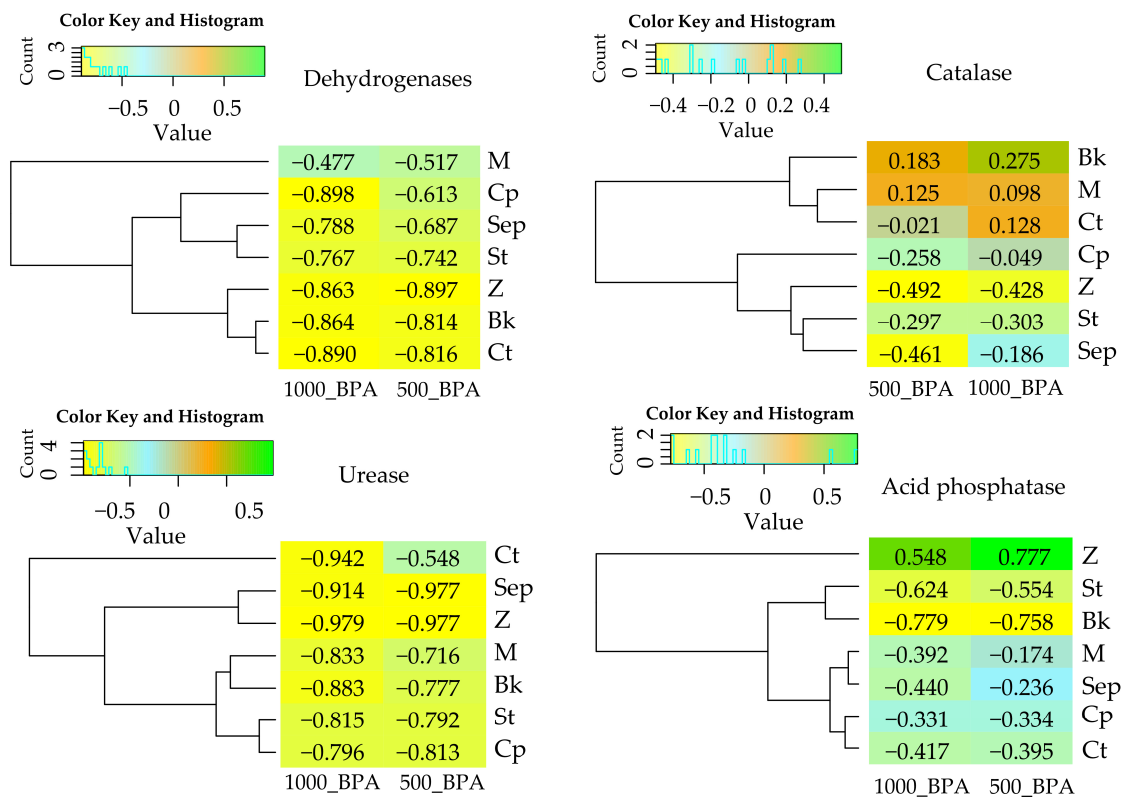 Color Key and Histogram
Count
0 3
−0.5 0 0.5
Value
Dehydrogenases
−0.477 −0.517 M
−0.898 −0.613 Cp
−0.788 −0.687 Sep
−0.767 −0.742 St
−0.863 −0.897 Z
−0.864 −0.814 Bk
−0.890 −0.816 Ct
1000_BPA 500_BPA
Color Key and Histogram
Count
0 2
−0.4 −0.2 0 0.2 0.4
Value
Catalase
0.183 0.275 Bk
0.125 0.098 M
−0.021 0.128 Ct
−0.258 −0.049 Cp
−0.492 −0.428 Z
−0.297 −0.303 St
−0.461 −0.186 Sep
500_BPA 1000_BPA
Color Key and Histogram
Count
0 4
−0.5 0 0.5
Value
Urease
−0.942 −0.548 Ct
−0.914 −0.977 Sep
−0.979 −0.977 Z
−0.833 −0.716 M
−0.883 −0.777 Bk
−0.815 −0.792 St
−0.796 −0.813 Cp
1000_BPA 500_BPA
Color Key and Histogram
Count
0 2
−0.5 0 0.5
Value
Acid phosphatase
0.548 0.777 Z
−0.624 −0.554 St
−0.779 −0.758 Bk
−0.392 −0.174 M
−0.440 −0.236 Sep
−0.331 −0.334 Cp
−0.417 −0.395 Ct
1000_BPA 500_BPA